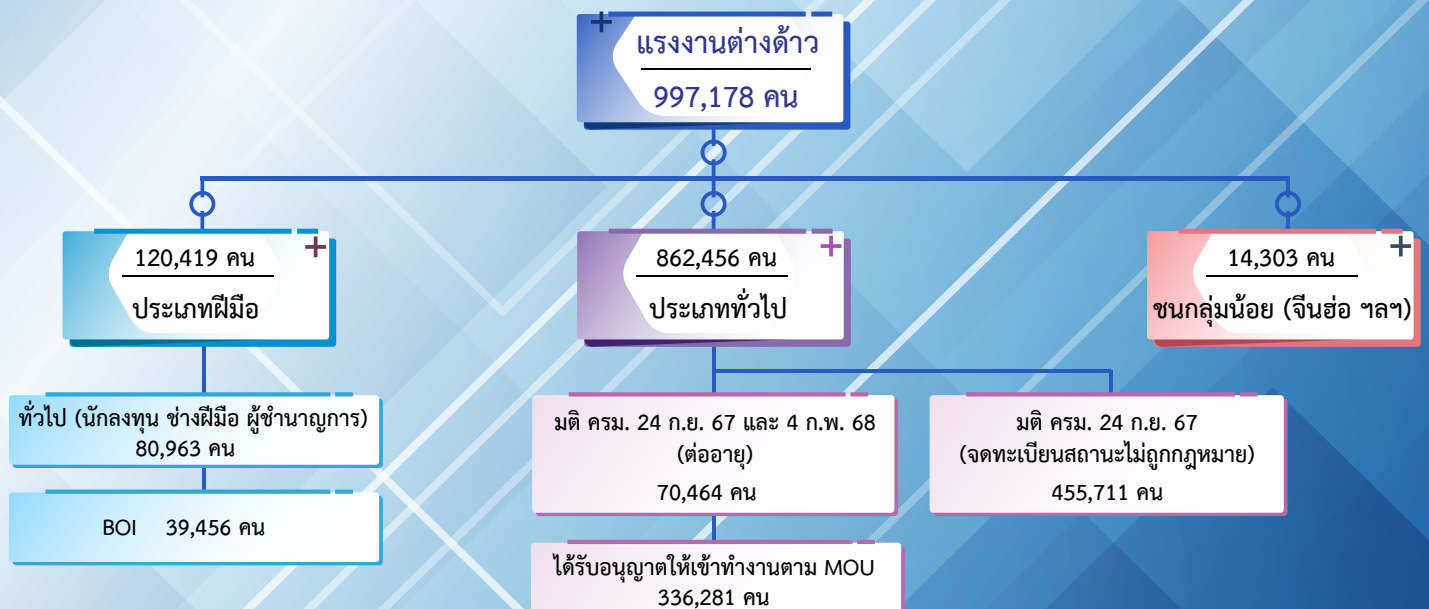 แรงงานต่างด้าว
997,178 คน
120,419 คน
ประเภทฝีมือ
862,456 คน
ประเภททั่วไป
14,303 คน
ชนกลุ่มน้อย (จีนฮ่อ ฯลฯ)
ทั่วไป (นักลงทุน ช่างฝีมือ ผู้ชำนาญการ)
80,963 คน
BOI 39,456 คน
มติ ครม. 24 ก.ย. 67 และ 4 ก.พ. 68
(ต่ออายุ)
70,464 คน
มติ ครม. 24 ก.ย. 67
(จดทะเบียนสถานะไม่ถูกกฎหมาย)
455,711 คน
ได้รับอนุญาตให้เข้าทำงานตาม MOU
336,281 คน